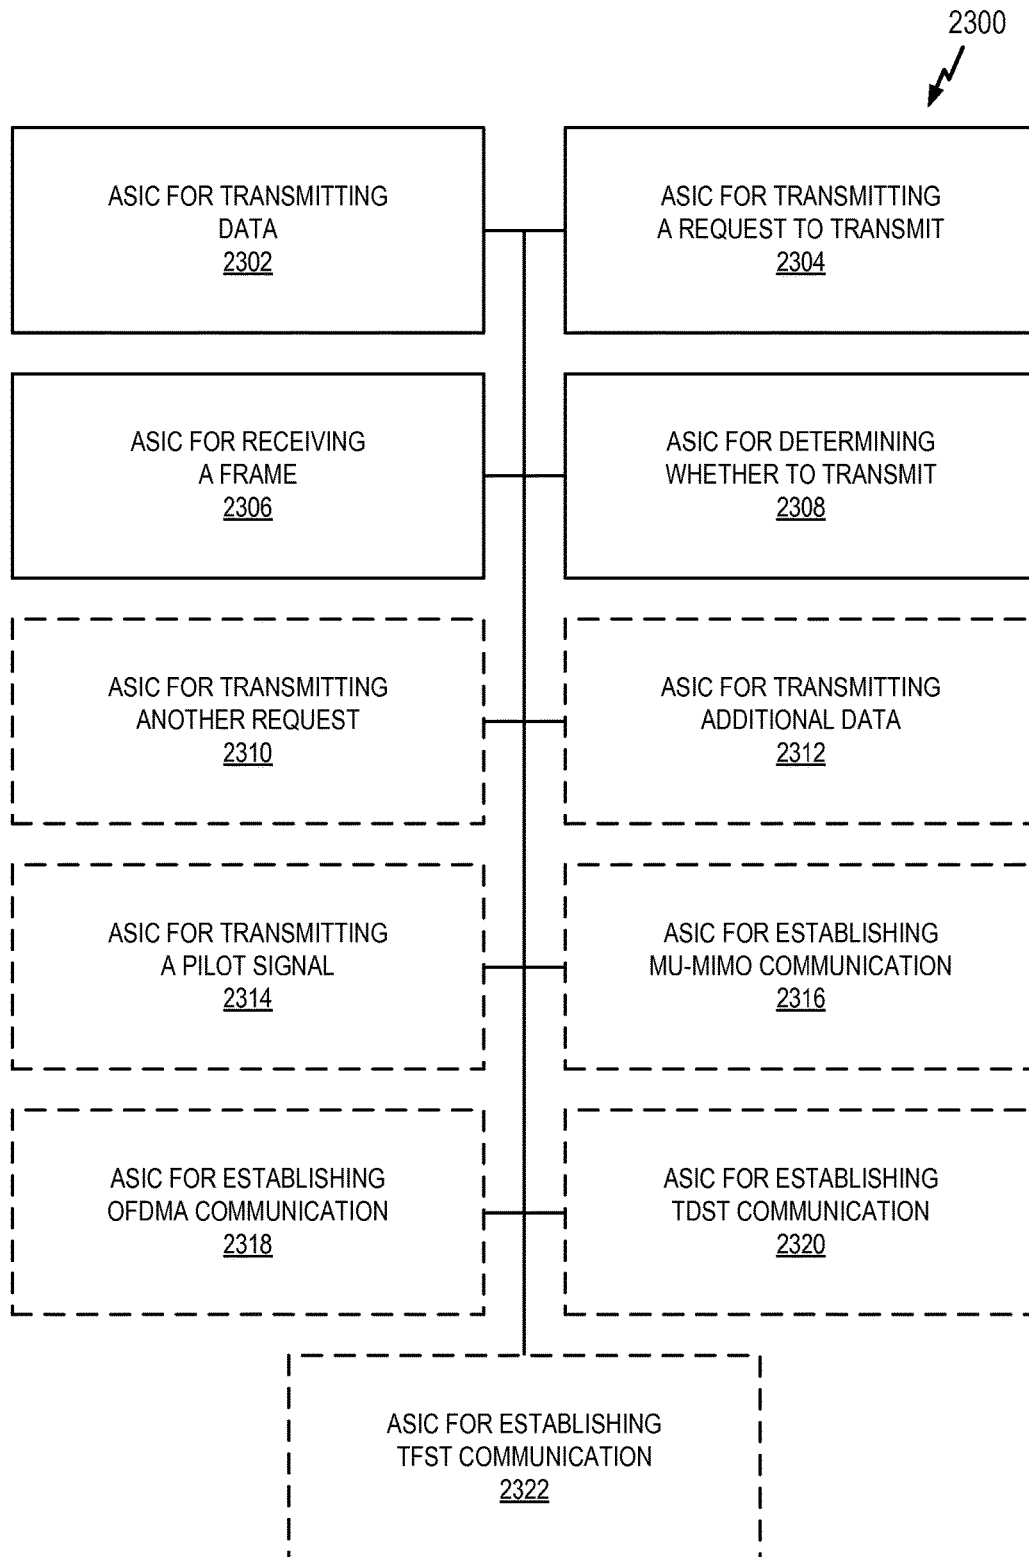 2300
ASIC FOR TRANSMITTING
DATA
2302
ASIC FOR TRANSMITTING
A REQUEST TO TRANSMIT
2304
ASIC FOR RECEIVING
A FRAME
2306
ASIC FOR DETERMINING
WHETHER TO TRANSMIT
2308
ASIC FOR TRANSMITTING
ANOTHER REQUEST
2310
ASIC FOR TRANSMITTING
ADDITIONAL DATA
2312
ASIC FOR TRANSMITTING
A PILOT SIGNAL
2314
ASIC FOR ESTABLISHING
MU-MIMO COMMUNICATION
2316
ASIC FOR ESTABLISHING
OFDMA COMMUNICATION
2318
ASIC FOR ESTABLISHING
TDST COMMUNICATION
2320
ASIC FOR ESTABLISHING
TFST COMMUNICATION
2322